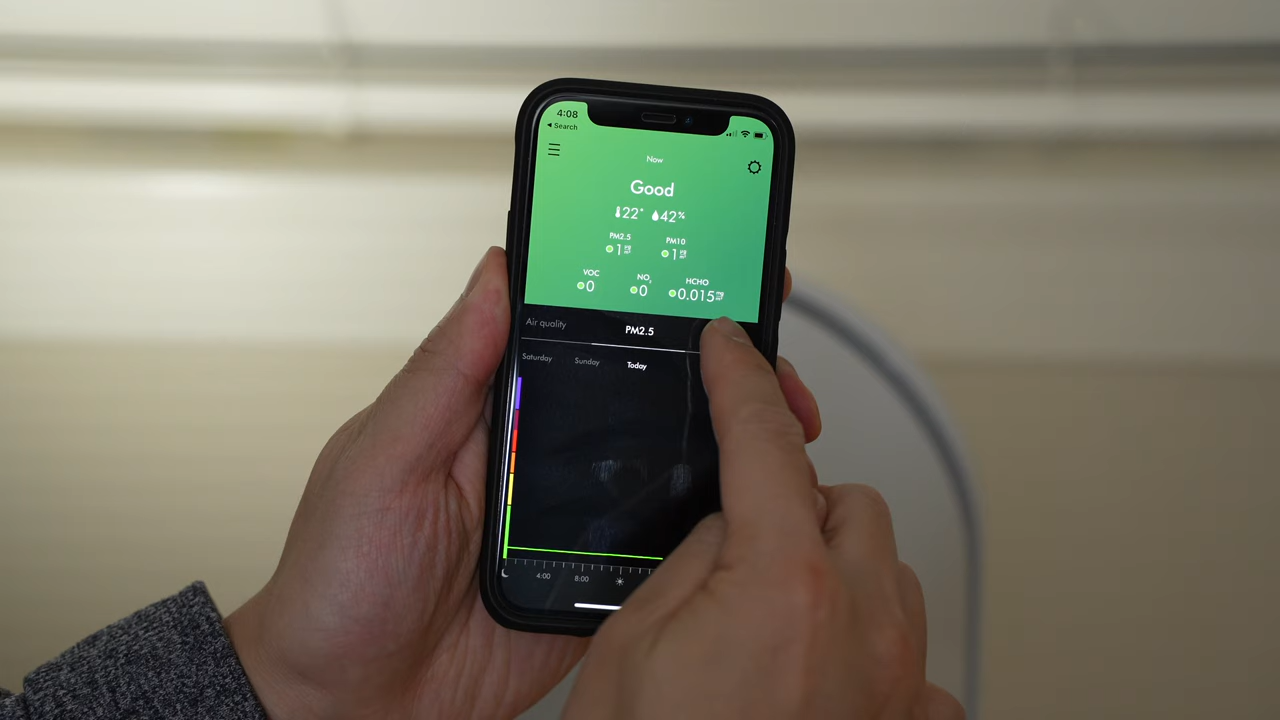 4:08
◀ Search
Now
Good
22° 42%
PM2.5 PM10
1 1
VOC NO₂ HCHO
0 0 0.015
Air quality PM2.5
Saturday Sunday Today
4:00 8:00